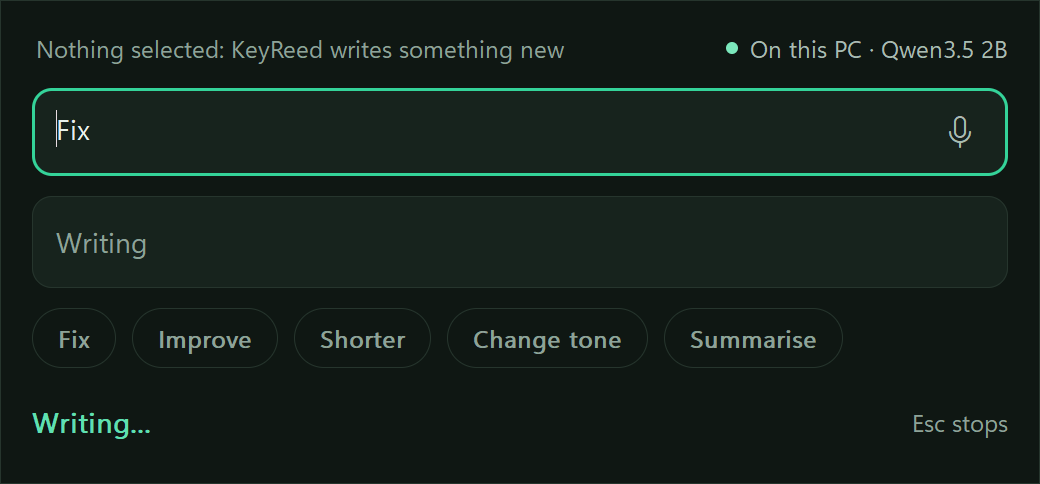 Nothing selected: KeyReed writes something new
On this PC · Qwen3.5 2B
Fix
Writing
Fix
Improve
Shorter
Change tone
Summarise
Writing...
Esc stops